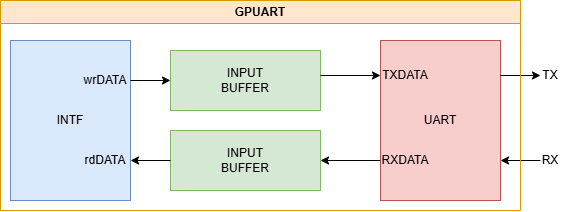 GPUART
wrDATA
INPUT
BUFFER
TXDATA
TX
INTF
UART
rdDATA
INPUT
BUFFER
RXDATA
RX